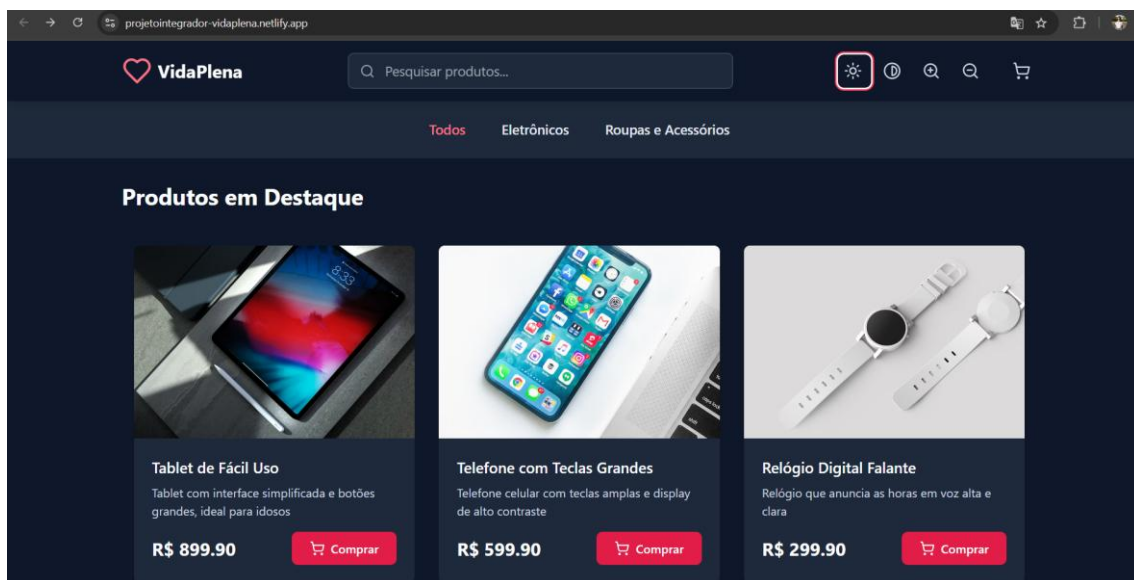 projetointegrador-vidaplena.netlify.app
VidaPlena
Pesquisar produtos...
Todos Eletrônicos Roupas e Acessórios
Produtos em Destaque
8:33
Tablet de Fácil Uso
Tablet com interface simplificada e botões
grandes, ideal para idosos
R$ 899.90 Comprar
Telefone com Teclas Grandes
Telefone celular com teclas amplas e display
de alto contraste
R$ 599.90 Comprar
Relógio Digital Falante
Relógio que anuncia as horas em voz alta e
clara
R$ 299.90 Comprar